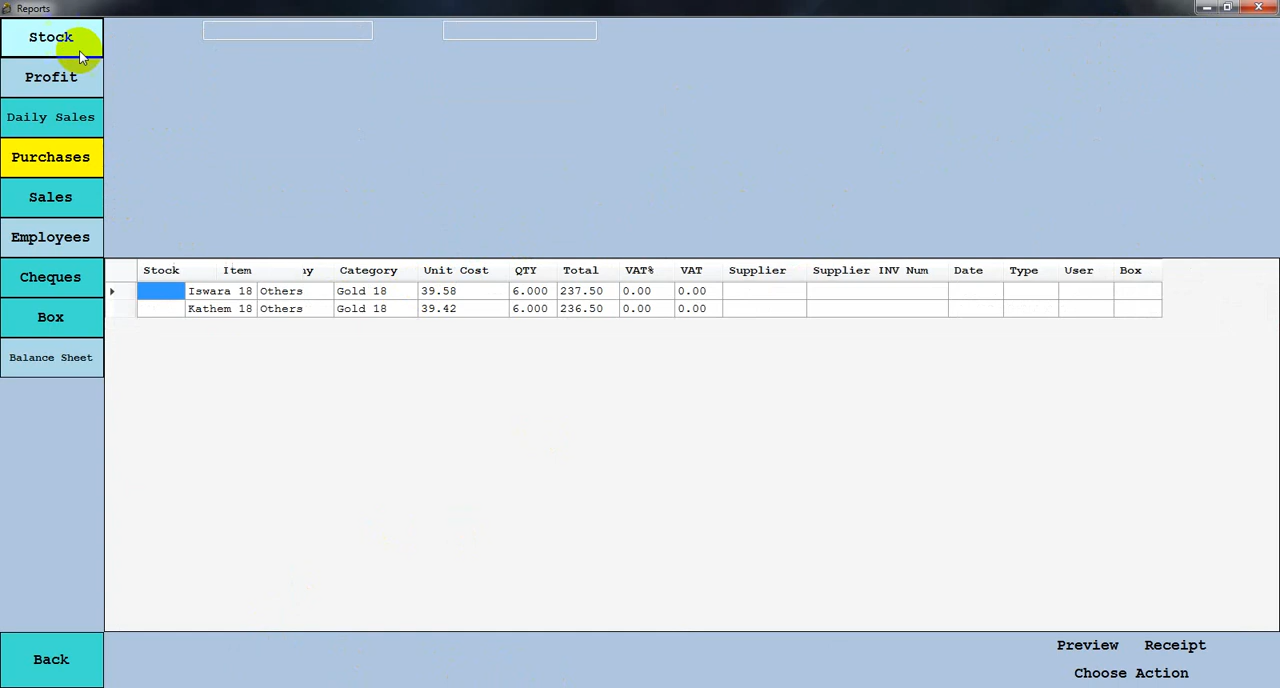 Reports
Stock
Profit
Daily Sales
Purchases
Sales
Employees
Cheques
Box
Balance Sheet
Back
Stock Item y Category Unit Cost QTY Total VAT% VAT Supplier Supplier INV Num Date Type User Box
Iswara 18 Others Gold 18 39.58 6.000 237.50 0.00 0.00
Kathem 18 Others Gold 18 39.42 6.000 236.50 0.00 0.00
Preview Receipt
Choose Action